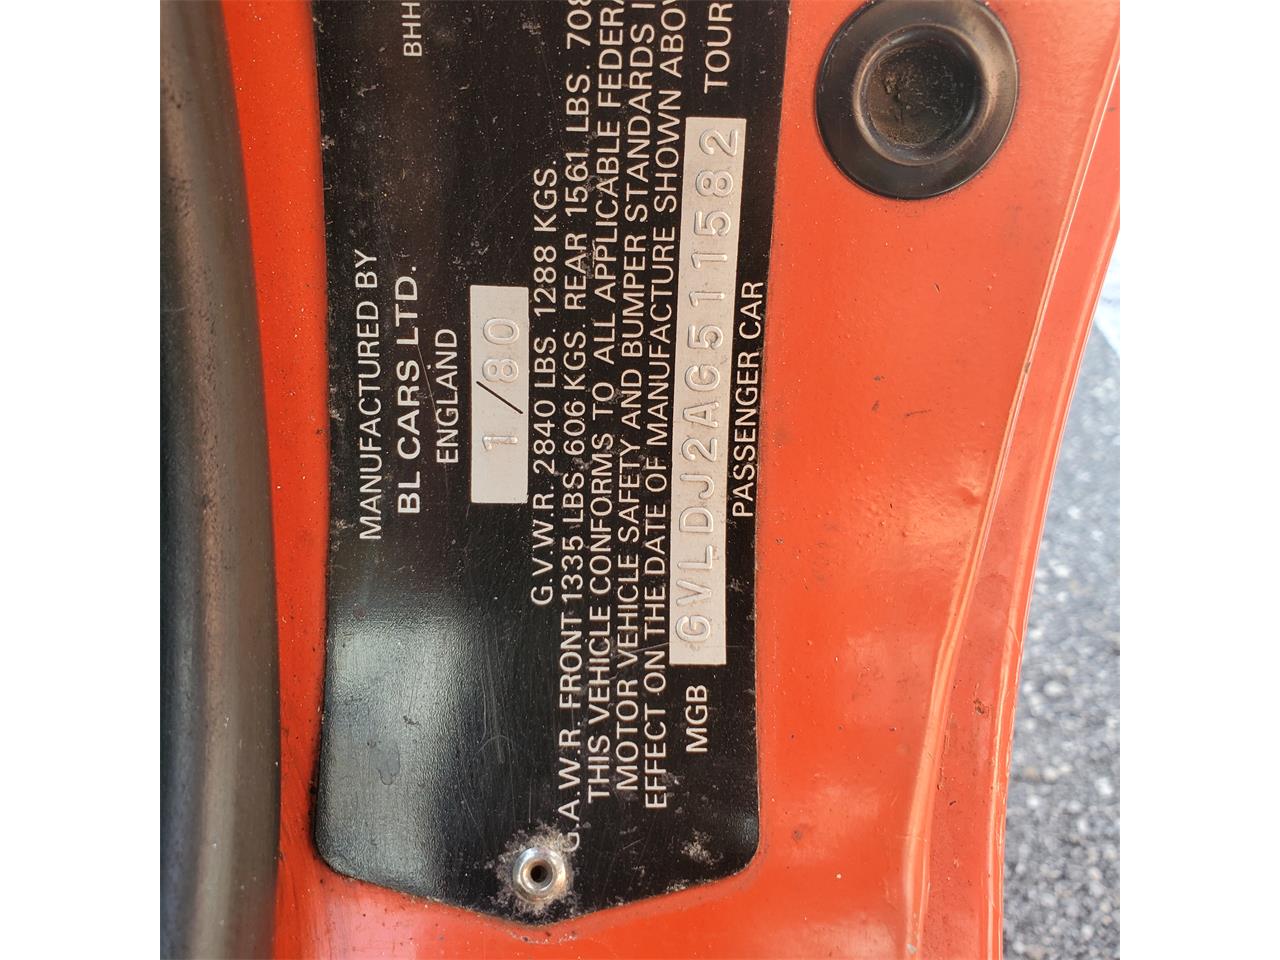 BHH
MANUFACTURED BY
BL CARS LTD.
ENGLAND
1/80
G.V.W.R. 2840 LBS. 1288 KGS.
G.A.W.R. FRONT 1335 LBS. 606 KGS. REAR 1561 LBS. 708
THIS VEHICLE CONFORMS TO ALL APPLICABLE FEDERA
MOTOR VEHICLE SAFETY AND BUMPER STANDARDS I
EFFECT ON THE DATE OF MANUFACTURE SHOWN ABOV
MGB GVLDJ2AG511582 TOUR
PASSENGER CAR